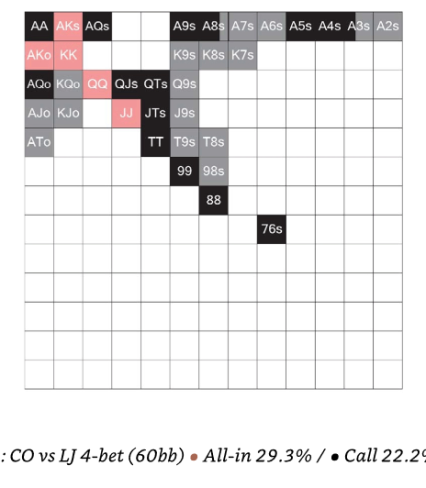 AA AKs AQs A9s A8s A7s A6s A5s A4s A3s A2s
AKo KK K9s K8s K7s
AQo KQo QQ QJs QTs Q9s
AJo KJo JJ JTs J9s
ATo TT T9s T8s
99 98s
88
76s
: CO vs LJ 4-bet (60bb) • All-in 29.3% / • Call 22.2%